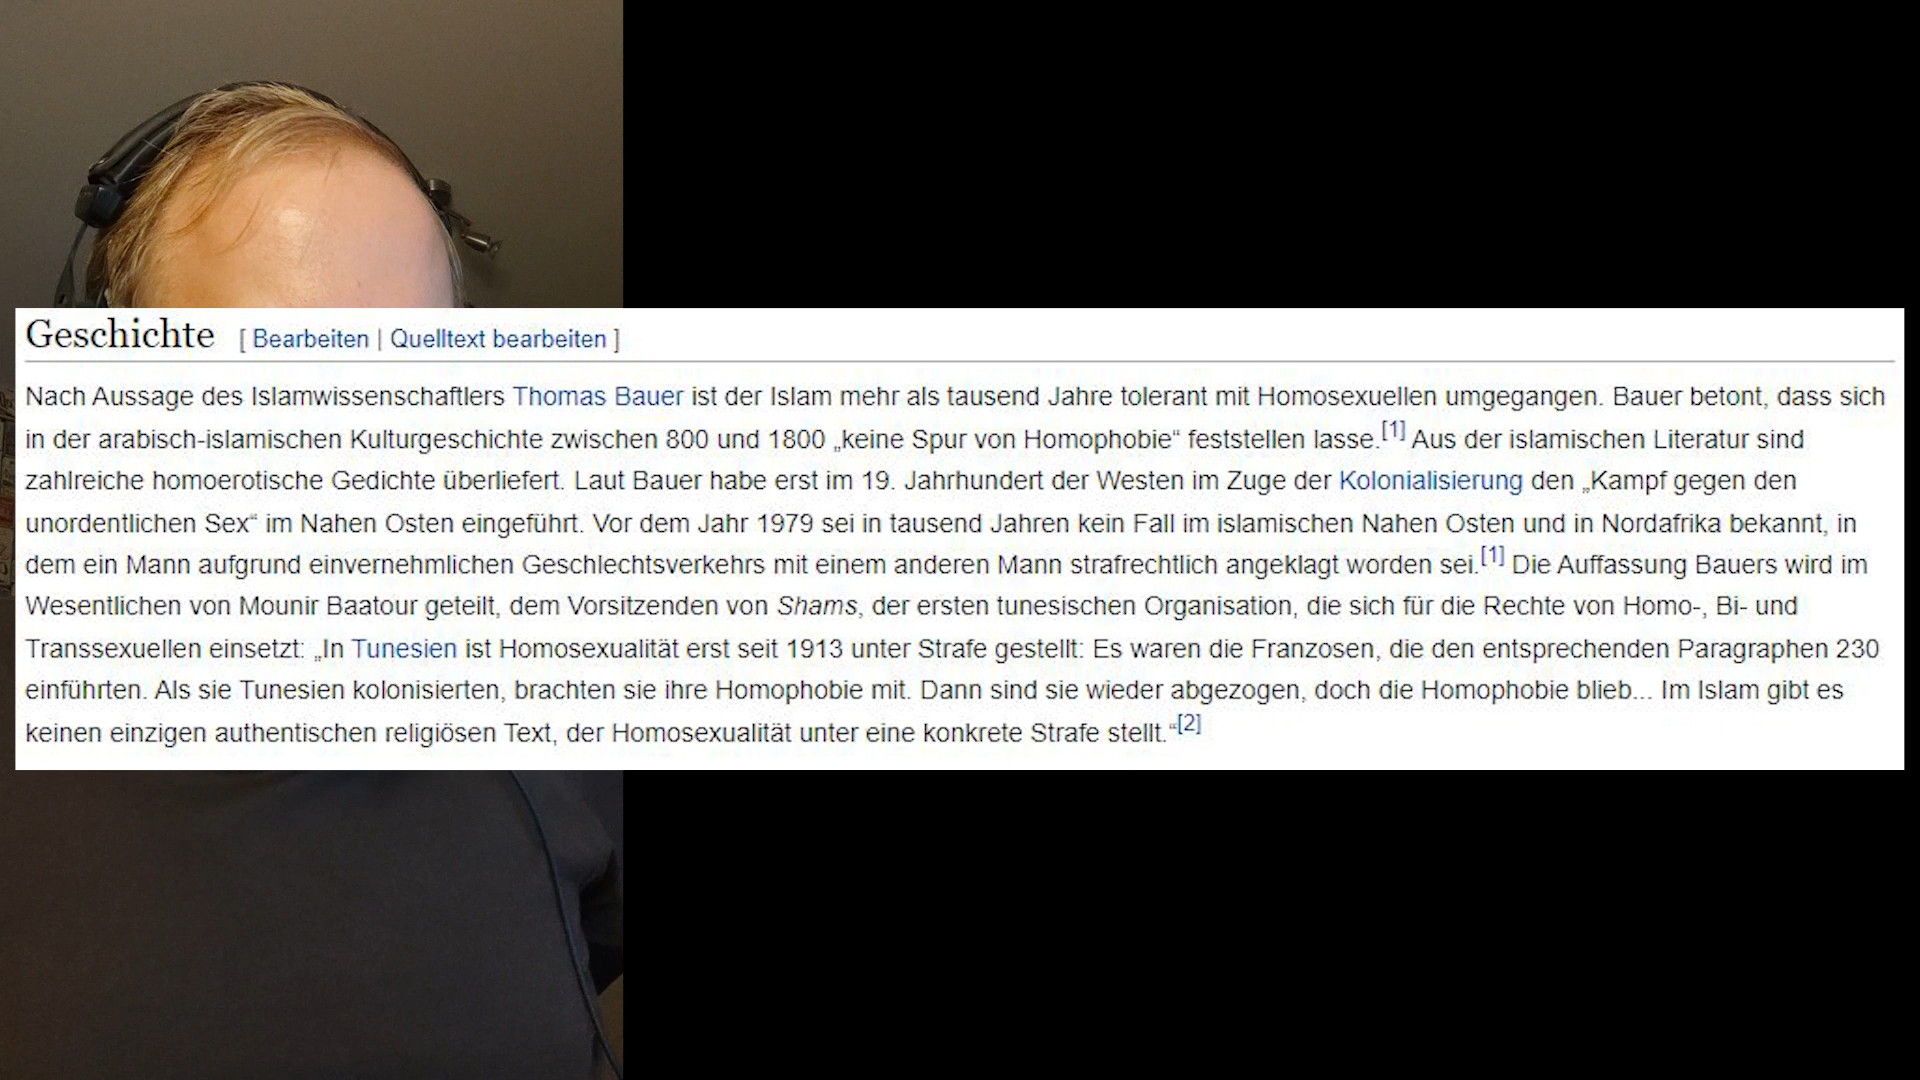 Geschichte [ Bearbeiten | Quelltext bearbeiten ]
Nach Aussage des Islamwissenschaftlers Thomas Bauer ist der Islam mehr als tausend Jahre tolerant mit Homosexuellen umgegangen. Bauer betont, dass sich
in der arabisch-islamischen Kulturgeschichte zwischen 800 und 1800 „keine Spur von Homophobie“ feststellen lasse.[1] Aus der islamischen Literatur sind
zahlreiche homoerotische Gedichte überliefert. Laut Bauer habe erst im 19. Jahrhundert der Westen im Zuge der Kolonialisierung den „Kampf gegen den
unordentlichen Sex“ im Nahen Osten eingeführt. Vor dem Jahr 1979 sei in tausend Jahren kein Fall im islamischen Nahen Osten und in Nordafrika bekannt, in
dem ein Mann aufgrund einvernehmlichen Geschlechtsverkehrs mit einem anderen Mann strafrechtlich angeklagt worden sei.[1] Die Auffassung Bauers wird im
Wesentlichen von Mounir Baatour geteilt, dem Vorsitzenden von Shams, der ersten tunesischen Organisation, die sich für die Rechte von Homo-, Bi- und
Transsexuellen einsetzt: „In Tunesien ist Homosexualität erst seit 1913 unter Strafe gestellt: Es waren die Franzosen, die den entsprechenden Paragraphen 230
einführten. Als sie Tunesien kolonisierten, brachten sie ihre Homophobie mit. Dann sind sie wieder abgezogen, doch die Homophobie blieb... Im Islam gibt es
keinen einzigen authentischen religiösen Text, der Homosexualität unter eine konkrete Strafe stellt.“[2]